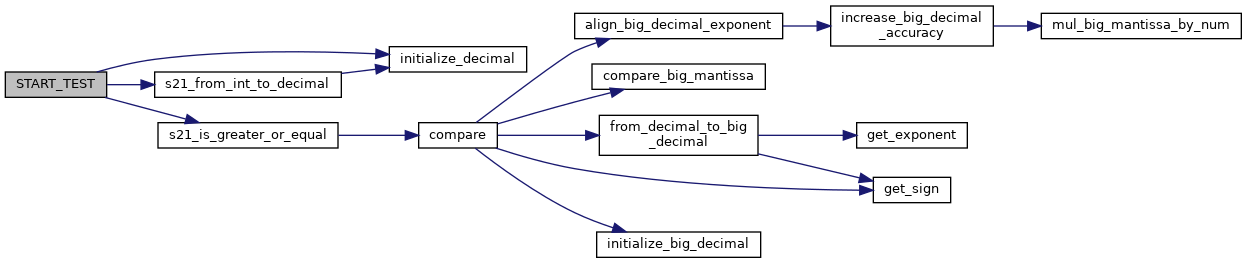 START_TEST
initialize_decimal
s21_from_int_to_decimal
s21_is_greater_or_equal
compare
align_big_decimal_exponent
increase_big_decimal
_accuracy
mul_big_mantissa_by_num
compare_big_mantissa
from_decimal_to_big
_decimal
get_exponent
get_sign
initialize_big_decimal